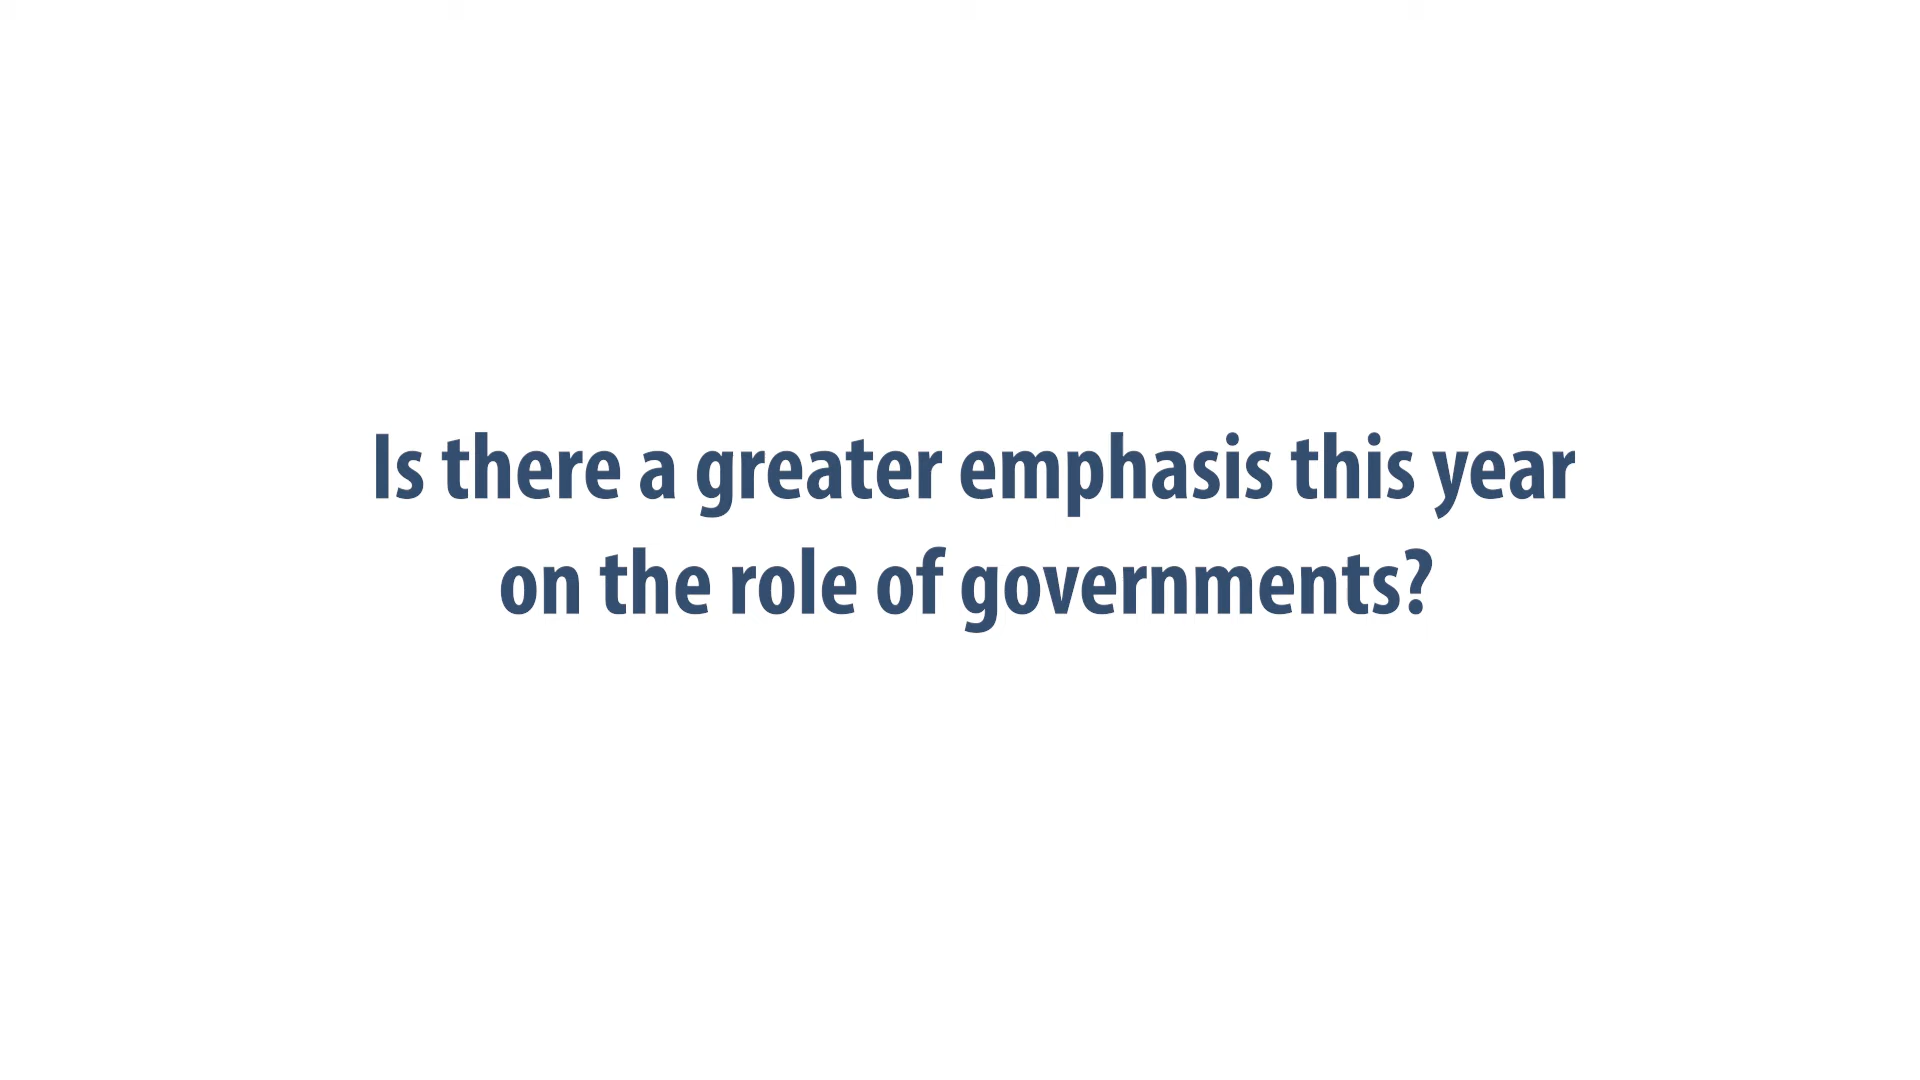 Is there a greater emphasis this year
on the role of governments?